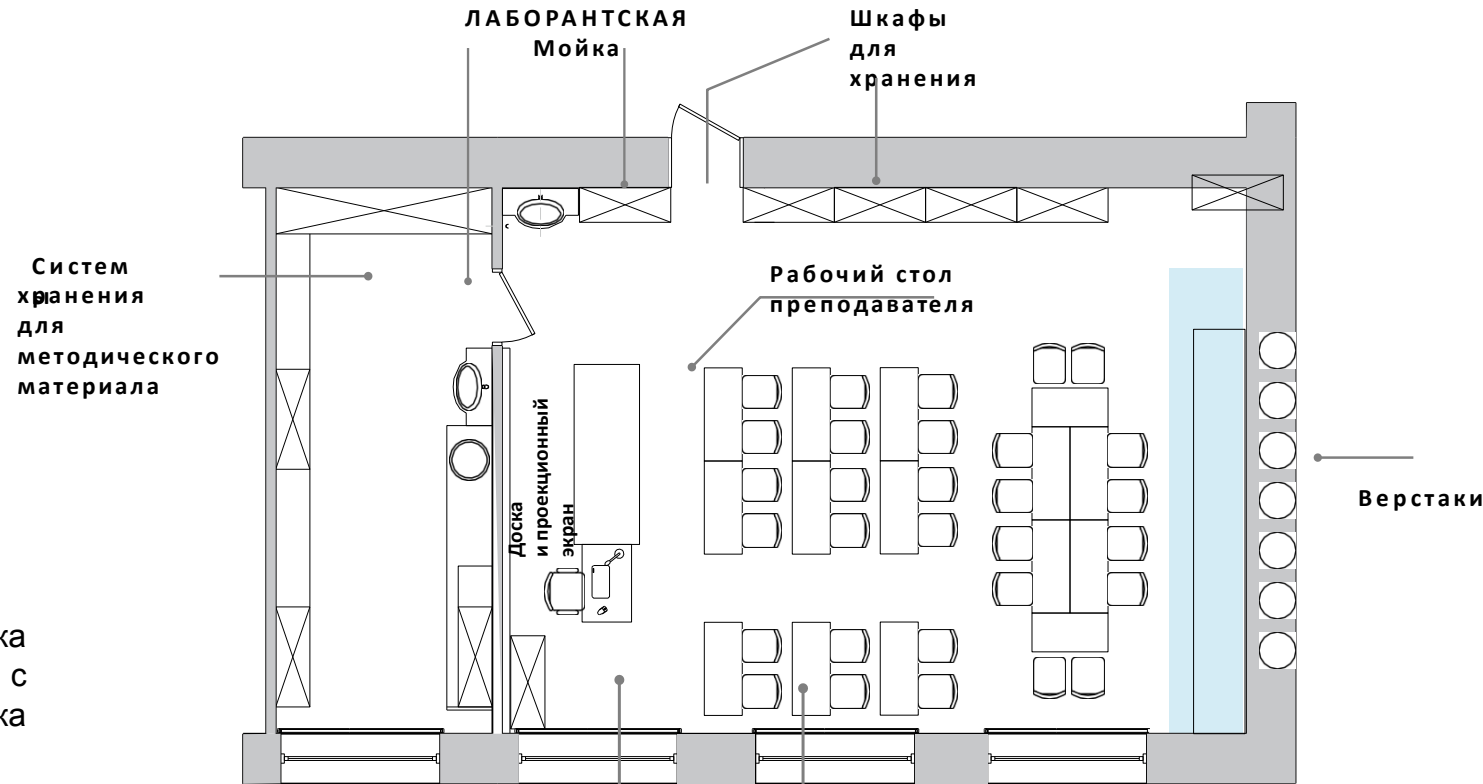 ЛАБОРАНТСКАЯ
Мойка
Шкафы
для
хранения
Систем
хранения
для
методического
материала
Рабочий стол
преподавателя
Доска
и проекционный
экран
Верстаки
ка
с
ка